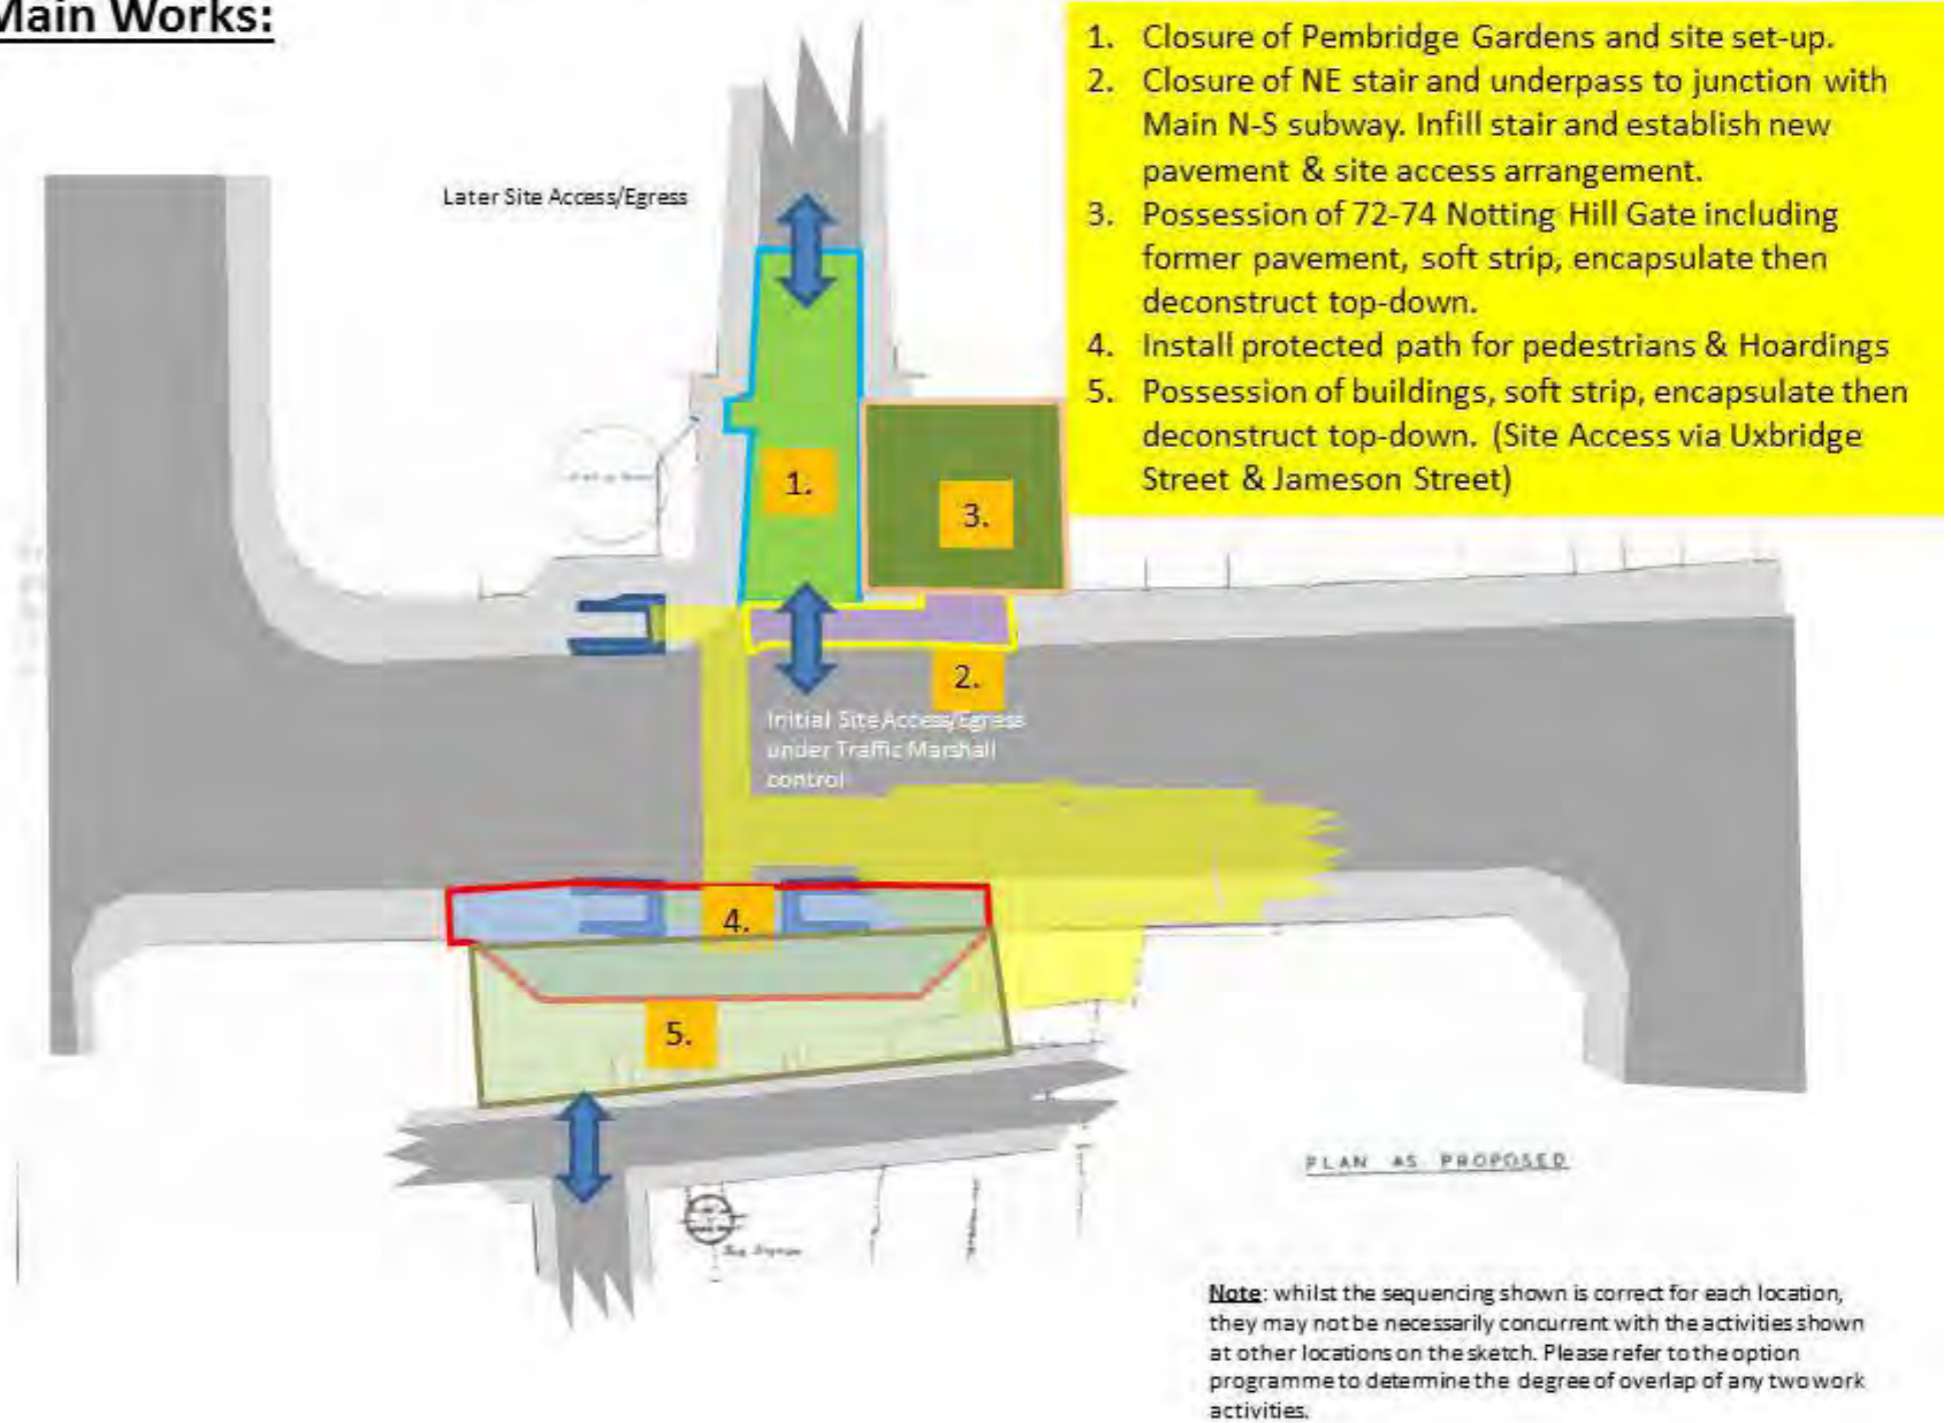 Main Works:
1. Closure of Pembridge Gardens and site set-up.
2. Closure of NE stair and underpass to junction with
Main N-S subway. Infill stair and establish new
pavement & site access arrangement.
3. Possession of 72-74 Notting Hill Gate including
former pavement, soft strip, encapsulate then
deconstruct top-down.
4. Install protected path for pedestrians & Hoardings
5. Possession of buildings, soft strip, encapsulate then
deconstruct top-down. (Site Access via Uxbridge
Street & Jameson Street)
Later Site Access/Egress
1.
3.
2.
Initial Site Access/Egress
under Traffic Marshall
control
4.
5.
PLAN AS PROPOSED
Note: whilst the sequencing shown is correct for each location,
they may not be necessarily concurrent with the activities shown
at other locations on the sketch. Please refer to the option
programme to determine the degree of overlap of any two work
activities.